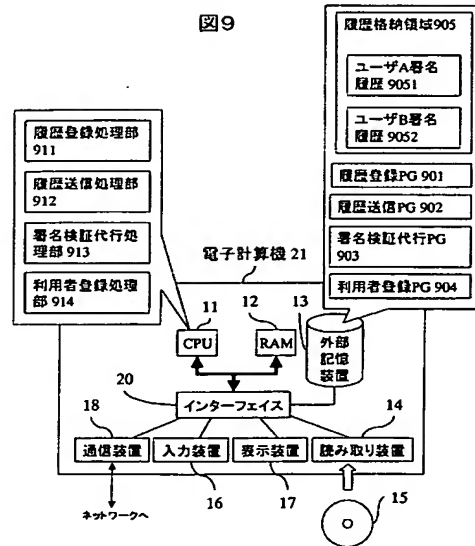 図9
履歴格納領域905
ユーザA署名
履歴 9051
ユーザB署名
履歴 9052
履歴登録PG 901
履歴送信PG 902
署名検証代行PG
903
利用者登録PG 904
履歴登録処理部
911
履歴送信処理部
912
署名検証代行処
理部 913
利用者登録処理
部 914
電子計算機 21
11
12
13
CPU
RAM
外部
記憶
装置
20
インターフェイス
18
14
通信装置
入力装置
表示装置
読み取り装置
16
17
15
ネットワークへ